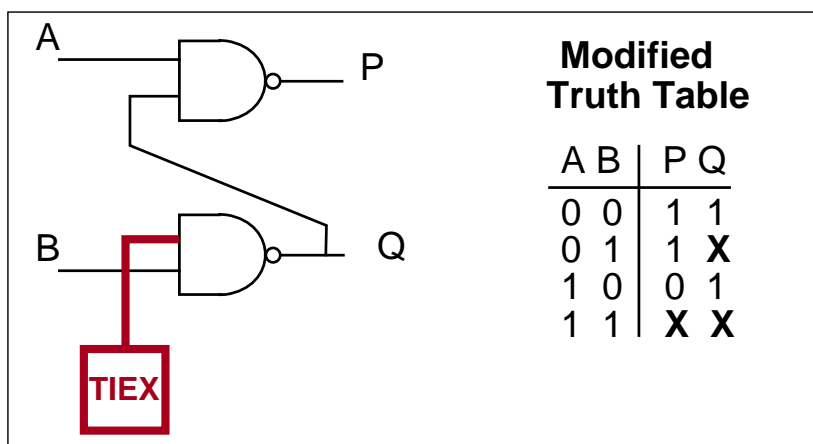 A
P
B
Q
TIEX
Modified
Truth Table
A B P Q
0 0 1 1
0 1 1 X
1 0 0 1
1 1 X X